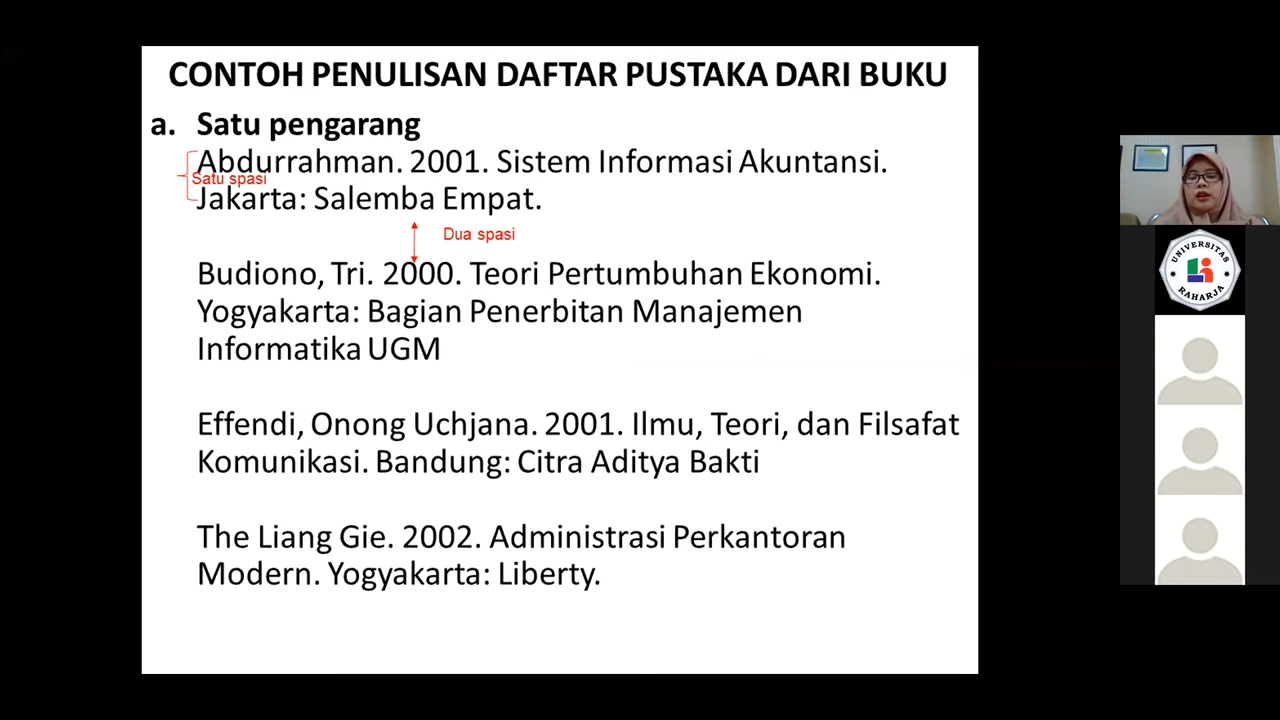 CONTOH PENULISAN DAFTAR PUSTAKA DARI BUKU
a. Satu pengarang
Abdurrahman. 2001. Sistem Informasi Akuntansi.
Satu spasi
Jakarta: Salemba Empat.
Dua spasi
Budiono, Tri. 2000. Teori Pertumbuhan Ekonomi.
Yogyakarta: Bagian Penerbitan Manajemen
Informatika UGM
Effendi, Onong Uchjana. 2001. Ilmu, Teori, dan Filsafat
Komunikasi. Bandung: Citra Aditya Bakti
The Liang Gie. 2002. Administrasi Perkantoran
Modern. Yogyakarta: Liberty.
UNIVERSITAS
RAHARJA